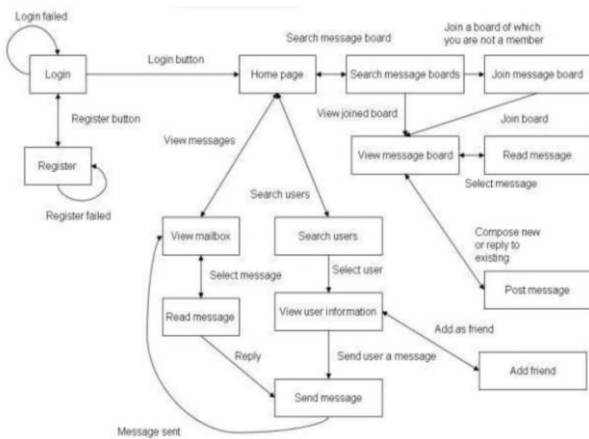 Login failed
Join a board of which
you are not a member
Search message board
Login button
Login
Home page
Search message boards
Join message board
Register button
View joined board
Join board
View messages
View message board
Read message
Register
Select message
Search users
Register failed
View mailbox
Search users
Compose new
or reply to
existing
Select message
Select user
Post message
Read message
View user information
Add as friend
Reply
Send user a message
Add friend
Send message
Message sent